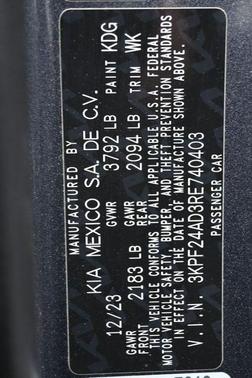 MANUFACTURED BY
KIA MEXICO S.A. DE C.V.
12/23 3792 LB PAINT KDG
GAWR 2183 LB GAWR 2094 LB TRIM WK
FRONT REAR
THIS VEHICLE CONFORMS TO ALL APPLICABLE U.S.A. FEDERAL
MOTOR VEHICLE SAFETY, BUMPER, AND THEFT PREVENTION STANDARDS
IN EFFECT ON THE DATE OF MANUFACTURE SHOWN ABOVE.
V.I.N. 3KPF24AD3RE740403
PASSENGER CAR